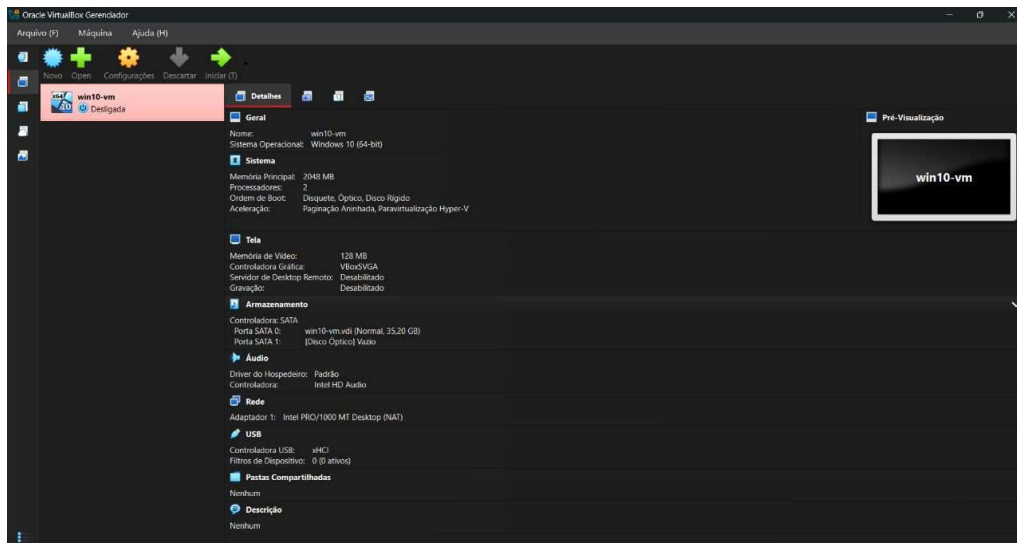 Oracle VirtualBox Gerenciador
Arquivo (F) Máquina Ajuda (H)
Novo Open Configurações Descartar Iniciar (T)
win10-vm
Desligada
Detalhes
Geral
Nome: win10-vm
Sistema Operacional: Windows 10 (64-bit)
Sistema
Memória Principal: 2048 MB
Processadores: 2
Ordem de Boot: Disquete, Óptico, Disco Rígido
Aceleração: Paginação Aninhada, Paravirtualização Hyper-V
Tela
Memória de Vídeo: 128 MB
Controladora Gráfica: VBoxSVGA
Servidor de Desktop Remoto: Desabilitado
Gravação: Desabilitado
Armazenamento
Controladora: SATA
Porta SATA 0: win10-vm.vdi (Normal, 35,20 GB)
Porta SATA 1: [Disco Óptico] Vazio
Áudio
Driver do Hospedeiro: Padrão
Controladora: Intel HD Audio
Rede
Adaptador 1: Intel PRO/1000 MT Desktop (NAT)
USB
Controladora USB: xHCI
Filtros de Dispositivo: 0 (0 ativos)
Pastas Compartilhadas
Nenhum
Descrição
Nenhum
Pré-Visualização
win10-vm